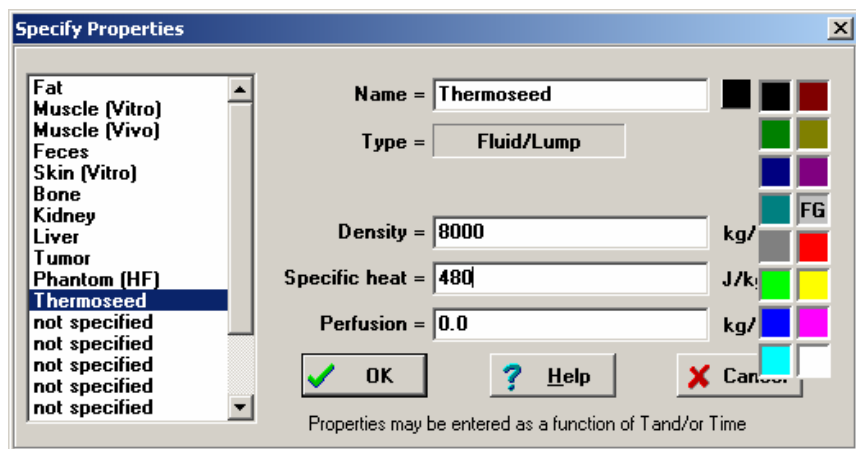 Specify Properties
Fat
Muscle (Vitro)
Muscle (Vivo)
Feces
Skin (Vitro)
Bone
Kidney
Liver
Tumor
Phantom (HF)
Thermoseed
not specified
not specified
not specified
not specified
not specified
Name = Thermoseed
Type = Fluid/Lump
FG
Density = 8000 kg/
Specific heat = 480 J/k
Perfusion = 0.0 kg/
OK
Help
Properties may be entered as a function of Tand/or Time